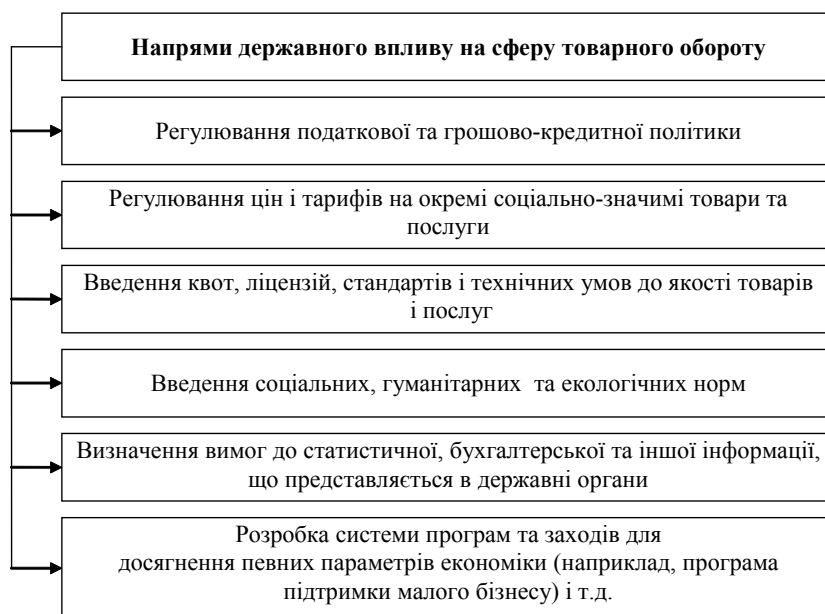 Напрями державного впливу на сферу товарного обороту
Регулювання податкової та грошово-кредитної політики
Регулювання цін і тарифів на окремі соціально-значимі товари та
послуги
Введення квот, ліцензій, стандартів і технічних умов до якості товарів
і послуг
Введення соціальних, гуманітарних та екологічних норм
Визначення вимог до статистичної, бухгалтерської та іншої інформації,
що представляється в державні органи
Розробка системи програм та заходів для
досягнення певних параметрів економіки (наприклад, програма
підтримки малого бізнесу) і т.д.